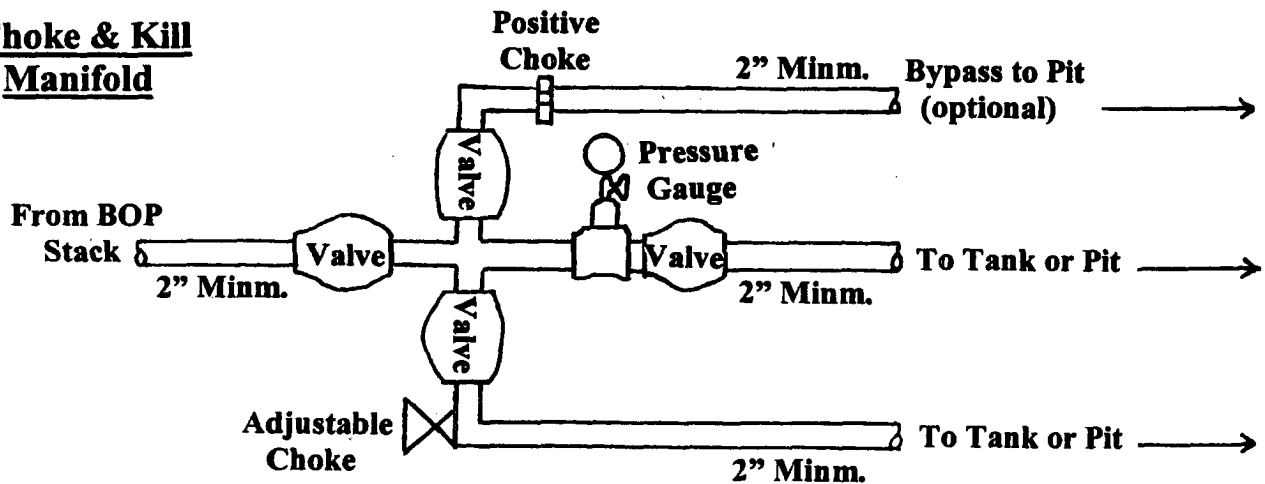 hoke & Kill
Manifold
Positive
Choke
2” Minm.
Bypass to Pit
(optional)
Valve
Pressure
Gauge
From BOP
Stack
Valve
Valve
To Tank or Pit
2” Minm.
2” Minm.
Valve
Adjustable
Choke
To Tank or Pit
2” Minm.